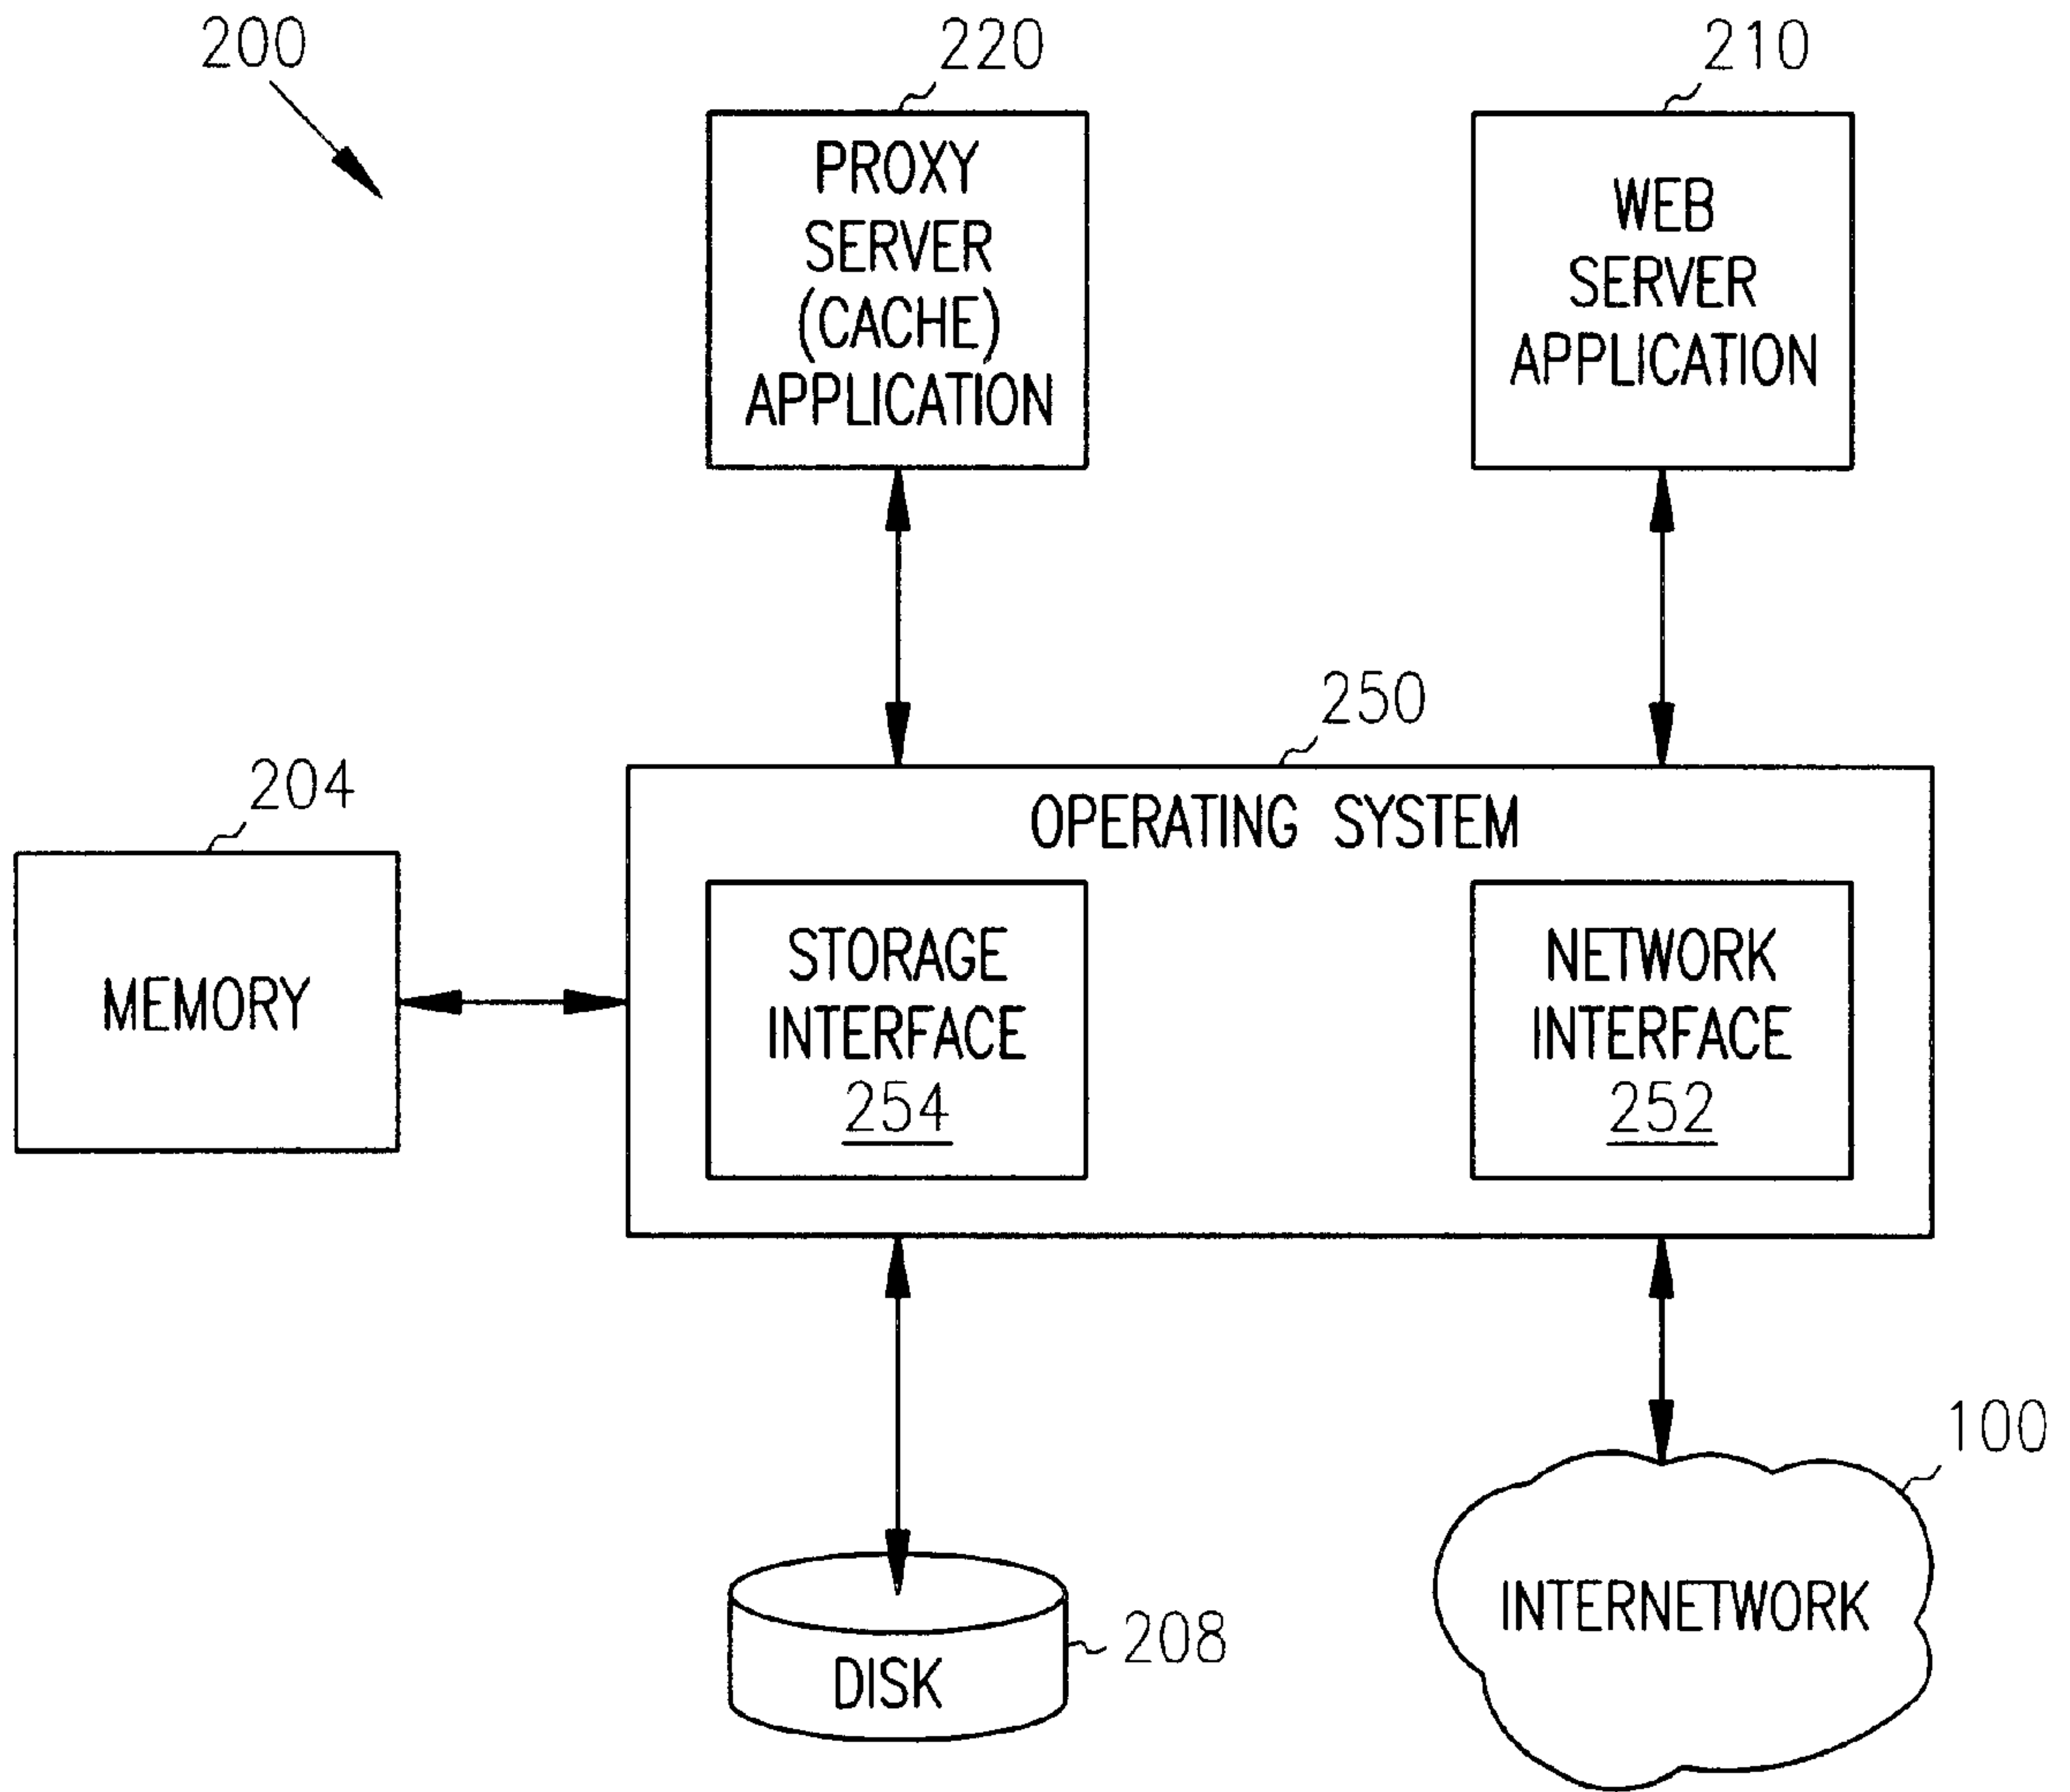 200
220
210
PROXY
SERVER
(CACHE)
APPLICATION
WEB
SERVER
APPLICATION
250
204
OPERATING SYSTEM
MEMORY
STORAGE
INTERFACE
254
NETWORK
INTERFACE
252
100
INTERNETWORK
208
DISK